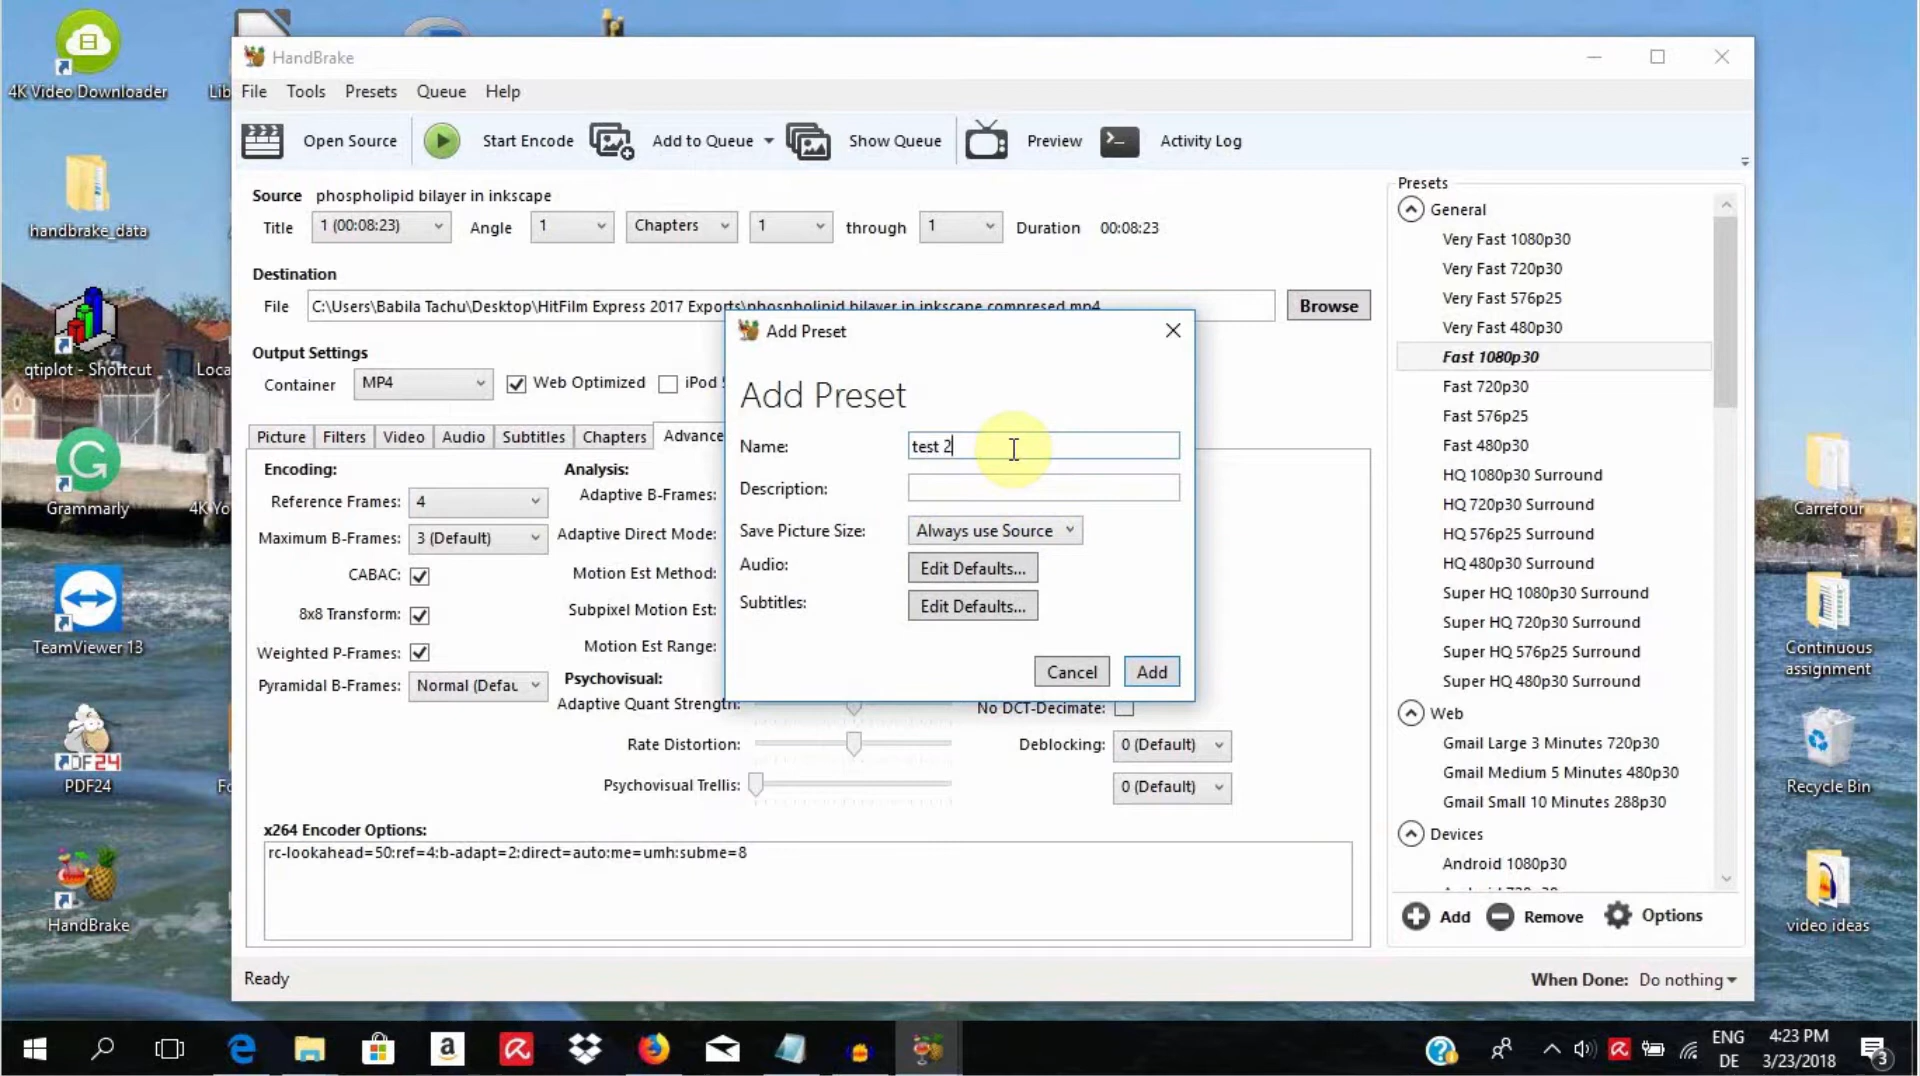 4K Video Downloader
handbrake_data
qtiplot - Shortcut
Grammarly
TeamViewer 13
PDF24
HandBrake
HandBrake
File Tools Presets Queue Help
Open Source Start Encode Add to Queue Show Queue Preview Activity Log
Source phospholipid bilayer in inkscape
Title 1 (00:08:23) Angle 1 Chapters 1 through 1 Duration 00:08:23
Destination
File C:\Users\Babila Tachu\Desktop\HitFilm Express 2017 Exports\phospholipid bilayer in inkscape compresed.mp4 Browse
Output Settings
Container MP4 Web Optimized iPod
Picture Filters Video Audio Subtitles Chapters Advance
Encoding:
Reference Frames: 4
Maximum B-Frames: 3 (Default)
CABAC:
8x8 Transform:
Weighted P-Frames:
Pyramidal B-Frames: Normal (Defau
Analysis:
Adaptive B-Frames:
Adaptive Direct Mode:
Motion Est Method:
Subpixel Motion Est:
Motion Est Range:
Psychovisual:
Adaptive Quant Strength:
Rate Distortion:
Psychovisual Trellis:
No DCT-Decimate:
Deblocking: 0 (Default)
0 (Default)
x264 Encoder Options:
rc-lookahead=50:ref=4:b-adapt=2:direct=auto:me=umh:subme=8
Add Preset
Add Preset
Name: test 2
Description:
Save Picture Size: Always use Source
Audio: Edit Defaults...
Subtitles: Edit Defaults...
Cancel Add
Presets
General
Very Fast 1080p30
Very Fast 720p30
Very Fast 576p25
Very Fast 480p30
Fast 1080p30
Fast 720p30
Fast 576p25
Fast 480p30
HQ 1080p30 Surround
HQ 720p30 Surround
HQ 576p25 Surround
HQ 480p30 Surround
Super HQ 1080p30 Surround
Super HQ 720p30 Surround
Super HQ 576p25 Surround
Super HQ 480p30 Surround
Web
Gmail Large 3 Minutes 720p30
Gmail Medium 5 Minutes 480p30
Gmail Small 10 Minutes 288p30
Devices
Android 1080p30
Add Remove Options
Ready When Done: Do nothing
Carrefour
Continuous
assignment
Recycle Bin
video ideas
ENG
DE
4:23 PM
3/23/2018
3